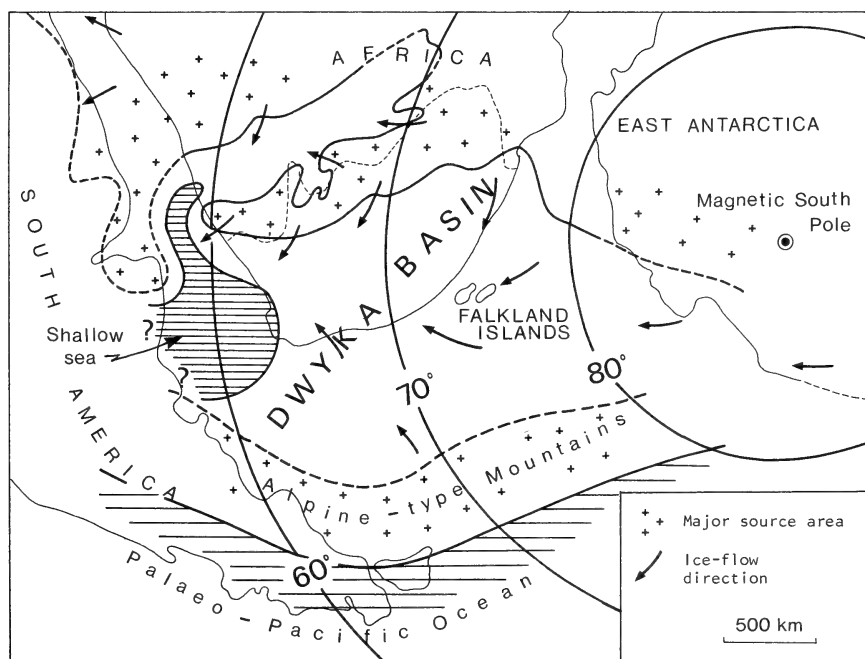 AFRICA
EAST ANTARCTICA
Magnetic South
Pole
SOUTH
AMERICA
Shallow
sea
?
?
DWYKA BASIN
FALKLAND
ISLANDS
80°
70°
60°
Alpine-type Mountains
Palaeo-Pacific Ocean
Major source area
Ice-flow
direction
500 km